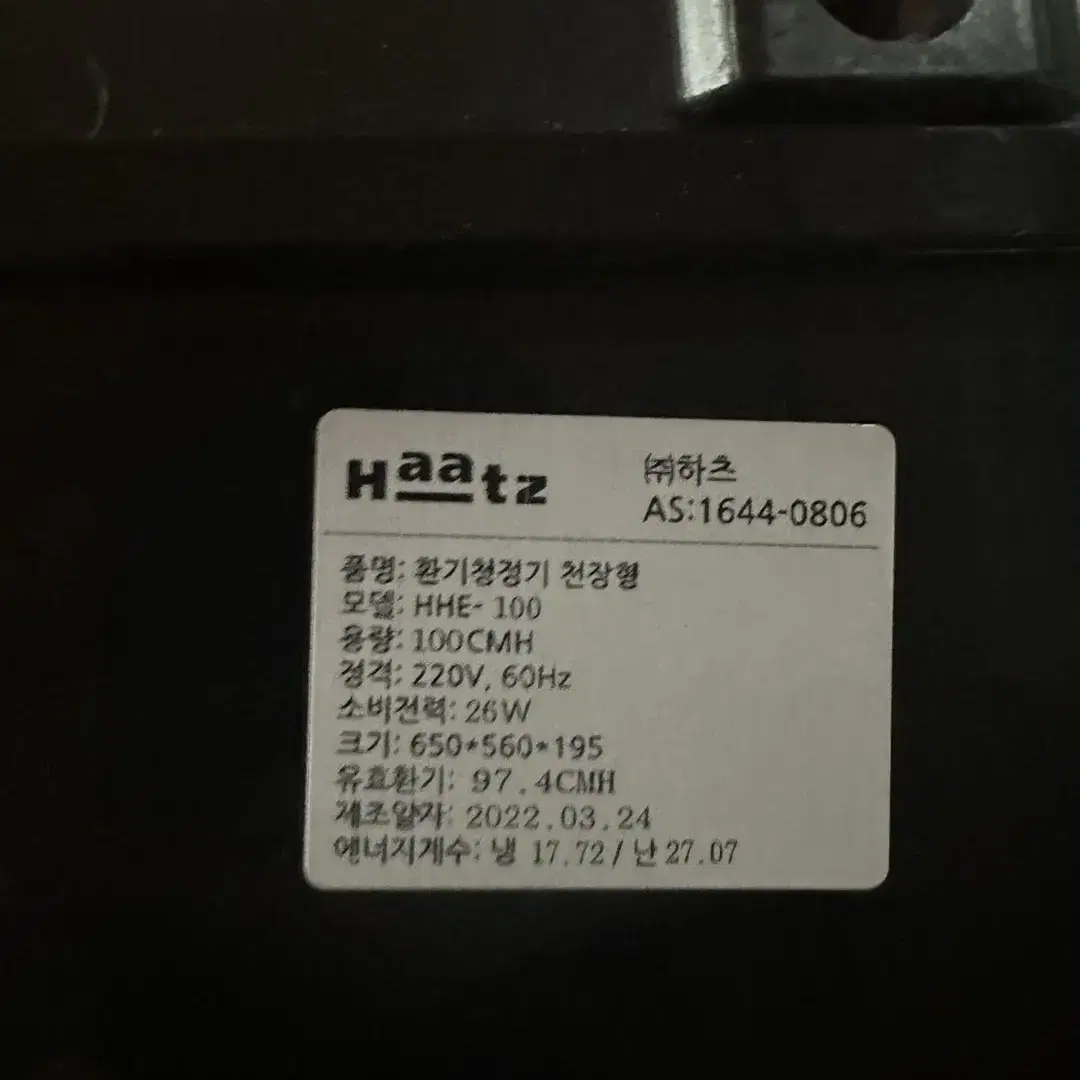 Haatz
㈜하츠
AS:1644-0806
품명: 환기청정기 천장형
모델: HHE- 100
용량: 100CMH
정격: 220V, 60Hz
소비전력: 26W
크기: 650*560*195
유효환기: 97.4CMH
제조일자: 2022.03.24
에너지계수: 냉 17.72 / 난 27.07